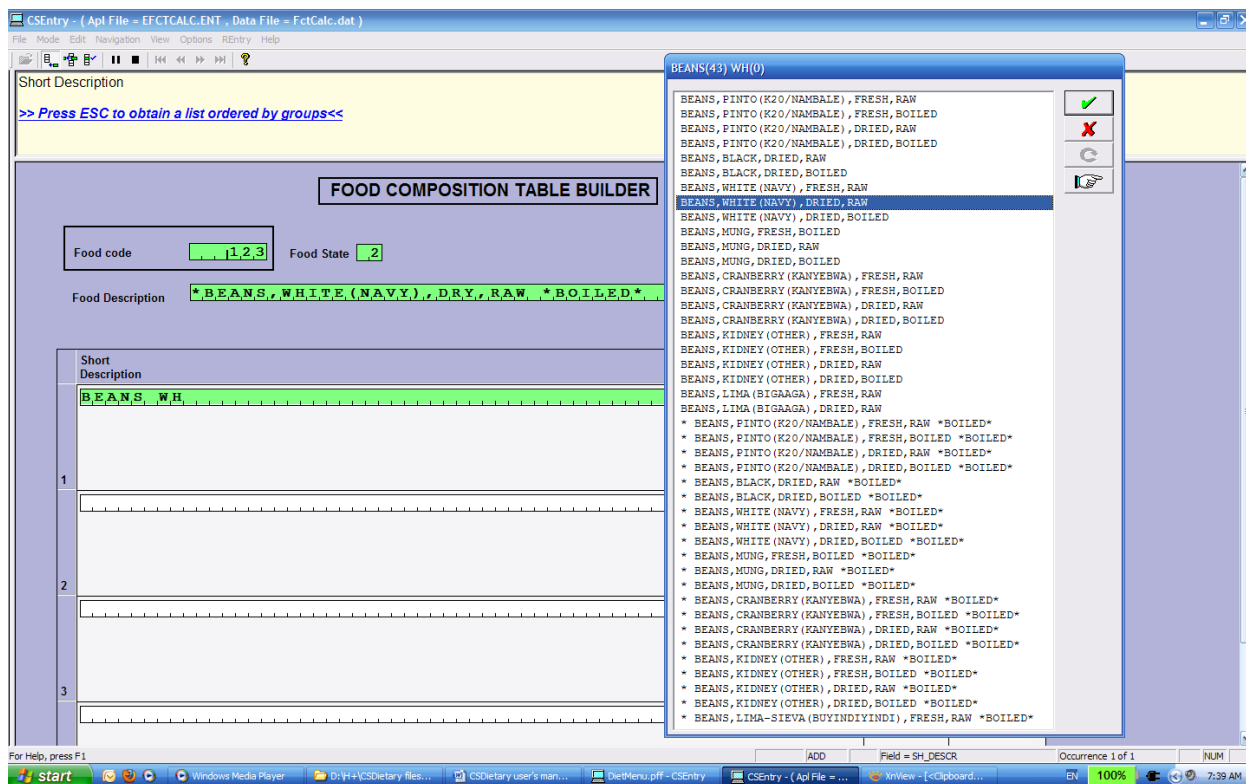 CSEntry - ( Apl File = EFCTCALC.ENT , Data File = FctCalc.dat )
File Mode Edit Navigation View Options REntry Help
Short Description
>> Press ESC to obtain a list ordered by groups<<
FOOD COMPOSITION TABLE BUILDER
Food code 123 Food State 2
Food Description *BEANS,WHITE(NAVY),DRY,RAW *BOILED*
Short
Description
BEANS WH
1
2
3
BEANS(43) WH(0)
BEANS,PINTO(K20/NAMBALE),FRESH,RAW
BEANS,PINTO(K20/NAMBALE),FRESH,BOILED
BEANS,PINTO(K20/NAMBALE),DRIED,RAW
BEANS,PINTO(K20/NAMBALE),DRIED,BOILED
BEANS,BLACK,DRIED,RAW
BEANS,BLACK,DRIED,BOILED
BEANS,WHITE(NAVY),FRESH,RAW
BEANS,WHITE(NAVY),DRIED,RAW
BEANS,WHITE(NAVY),DRIED,BOILED
BEANS,MUNG,FRESH,BOILED
BEANS,MUNG,DRIED,RAW
BEANS,MUNG,DRIED,BOILED
BEANS,CRANBERRY(KANYEBWA),FRESH,RAW
BEANS,CRANBERRY(KANYEBWA),FRESH,BOILED
BEANS,CRANBERRY(KANYEBWA),DRIED,RAW
BEANS,CRANBERRY(KANYEBWA),DRIED,BOILED
BEANS,KIDNEY(OTHER),FRESH,RAW
BEANS,KIDNEY(OTHER),FRESH,BOILED
BEANS,KIDNEY(OTHER),DRIED,RAW
BEANS,KIDNEY(OTHER),DRIED,BOILED
BEANS,LIMA(BIGAAGA),FRESH,RAW
BEANS,LIMA(BIGAAGA),DRIED,RAW
* BEANS,PINTO(K20/NAMBALE),FRESH,RAW *BOILED*
* BEANS,PINTO(K20/NAMBALE),FRESH,BOILED *BOILED*
* BEANS,PINTO(K20/NAMBALE),DRIED,RAW *BOILED*
* BEANS,PINTO(K20/NAMBALE),DRIED,BOILED *BOILED*
* BEANS,BLACK,DRIED,RAW *BOILED*
* BEANS,BLACK,DRIED,BOILED *BOILED*
* BEANS,WHITE(NAVY),FRESH,RAW *BOILED*
* BEANS,WHITE(NAVY),DRIED,RAW *BOILED*
* BEANS,WHITE(NAVY),DRIED,BOILED *BOILED*
* BEANS,MUNG,FRESH,BOILED *BOILED*
* BEANS,MUNG,DRIED,RAW *BOILED*
* BEANS,MUNG,DRIED,BOILED *BOILED*
* BEANS,CRANBERRY(KANYEBWA),FRESH,RAW *BOILED*
* BEANS,CRANBERRY(KANYEBWA),FRESH,BOILED *BOILED*
* BEANS,CRANBERRY(KANYEBWA),DRIED,RAW *BOILED*
* BEANS,CRANBERRY(KANYEBWA),DRIED,BOILED *BOILED*
* BEANS,KIDNEY(OTHER),FRESH,RAW *BOILED*
* BEANS,KIDNEY(OTHER),FRESH,BOILED *BOILED*
* BEANS,KIDNEY(OTHER),DRIED,RAW *BOILED*
* BEANS,KIDNEY(OTHER),DRIED,BOILED *BOILED*
* BEANS,LIMA-SIEVA(BUYINDIYINDI),FRESH,RAW *BOILED*
For Help, press F1 ADD Field = SH_DESCR Occurrence 1 of 1 NUM
start Windows Media Player D:\H+\CSDietary files... CSDietary user's man... DietMenu.pff - CSEntry CSEntry - ( Apl File = ... XnView - [<Clipboard... EN 100% 7:39 AM